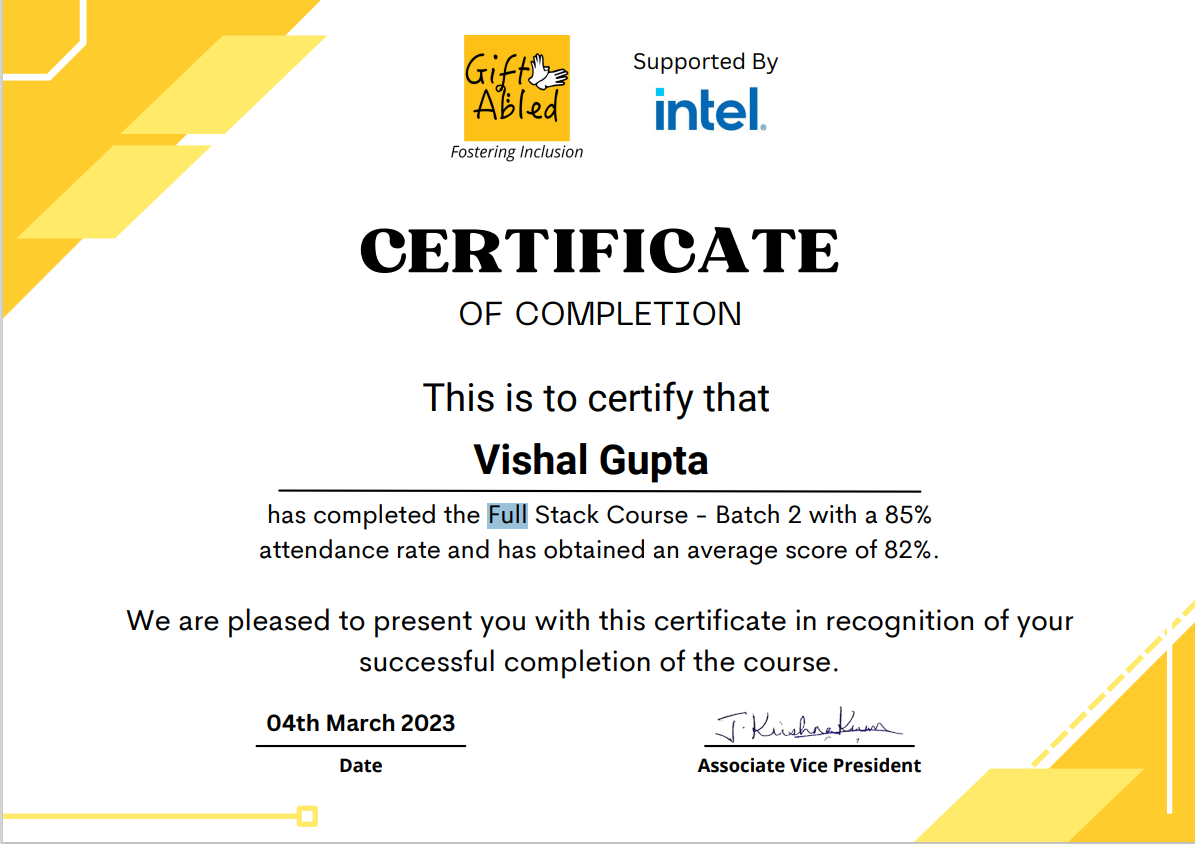 Gift
Abled
Fostering Inclusion
Supported By
intel®
CERTIFICATE
OF COMPLETION
This is to certify that
Vishal Gupta
has completed the Full Stack Course - Batch 2 with a 85%
attendance rate and has obtained an average score of 82%.
We are pleased to present you with this certificate in recognition of your
successful completion of the course.
04th March 2023
Date
J. Krishna Kumar
Associate Vice President